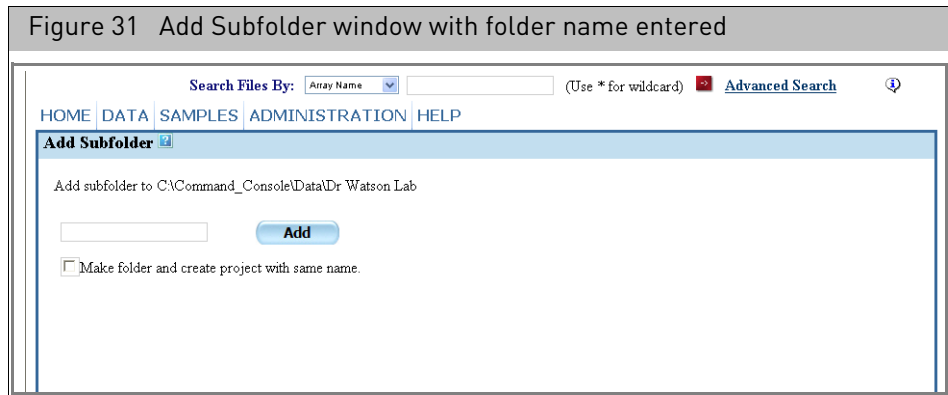 Figure 31 Add Subfolder window with folder name entered
Search Files By: Array Name (Use * for wildcard) Advanced Search
HOME DATA SAMPLES ADMINISTRATION HELP
Add Subfolder ?
Add subfolder to C:\Command_Console\Data\Dr Watson Lab
Add
Make folder and create project with same name.